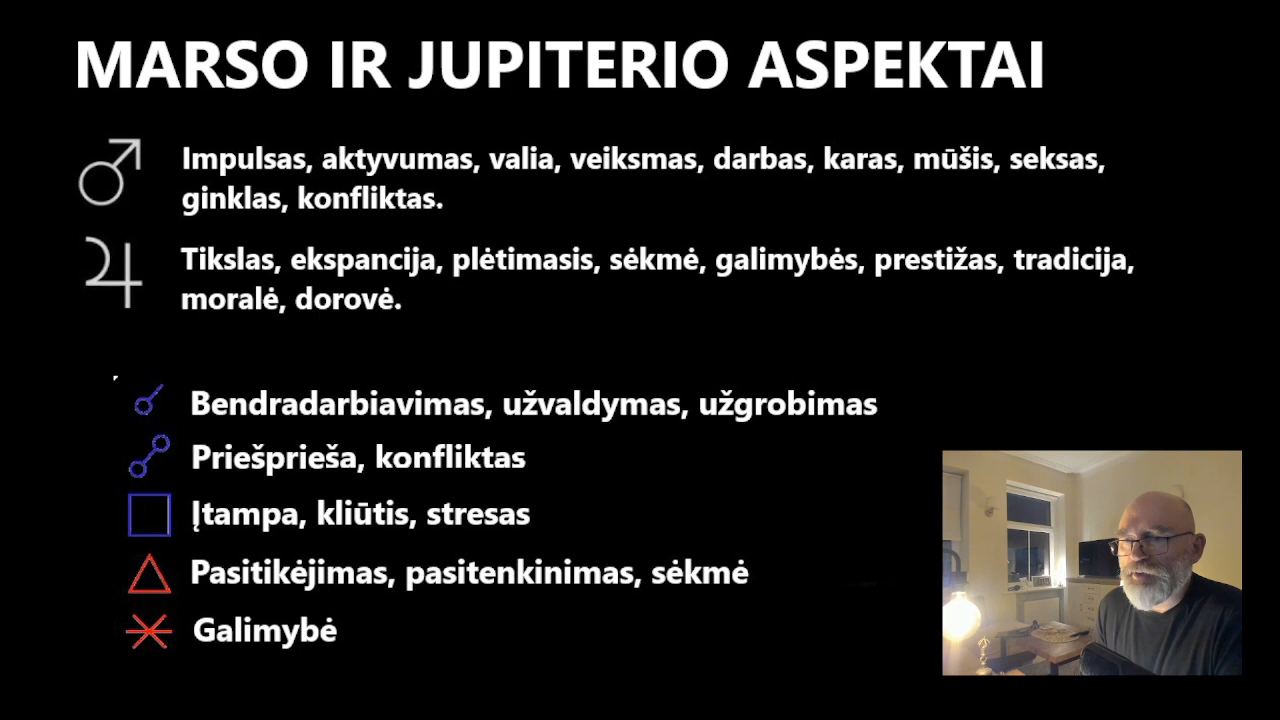 MARSO IR JUPITERIO ASPEKTAI
Impulsas, aktyvumas, valia, veiksmas, darbas, karas, mūšis, seksas,
ginklas, konfliktas.
Tikslas, ekspancija, plėtimasis, sėkmė, galimybės, prestižas, tradicija,
moralė, dorovė.
Bendradarbiavimas, užvaldymas, užgrobimas
Priešprieša, konfliktas
Įtampa, kliūtis, stresas
Pasitikėjimas, pasitenkinimas, sėkmė
Galimybė